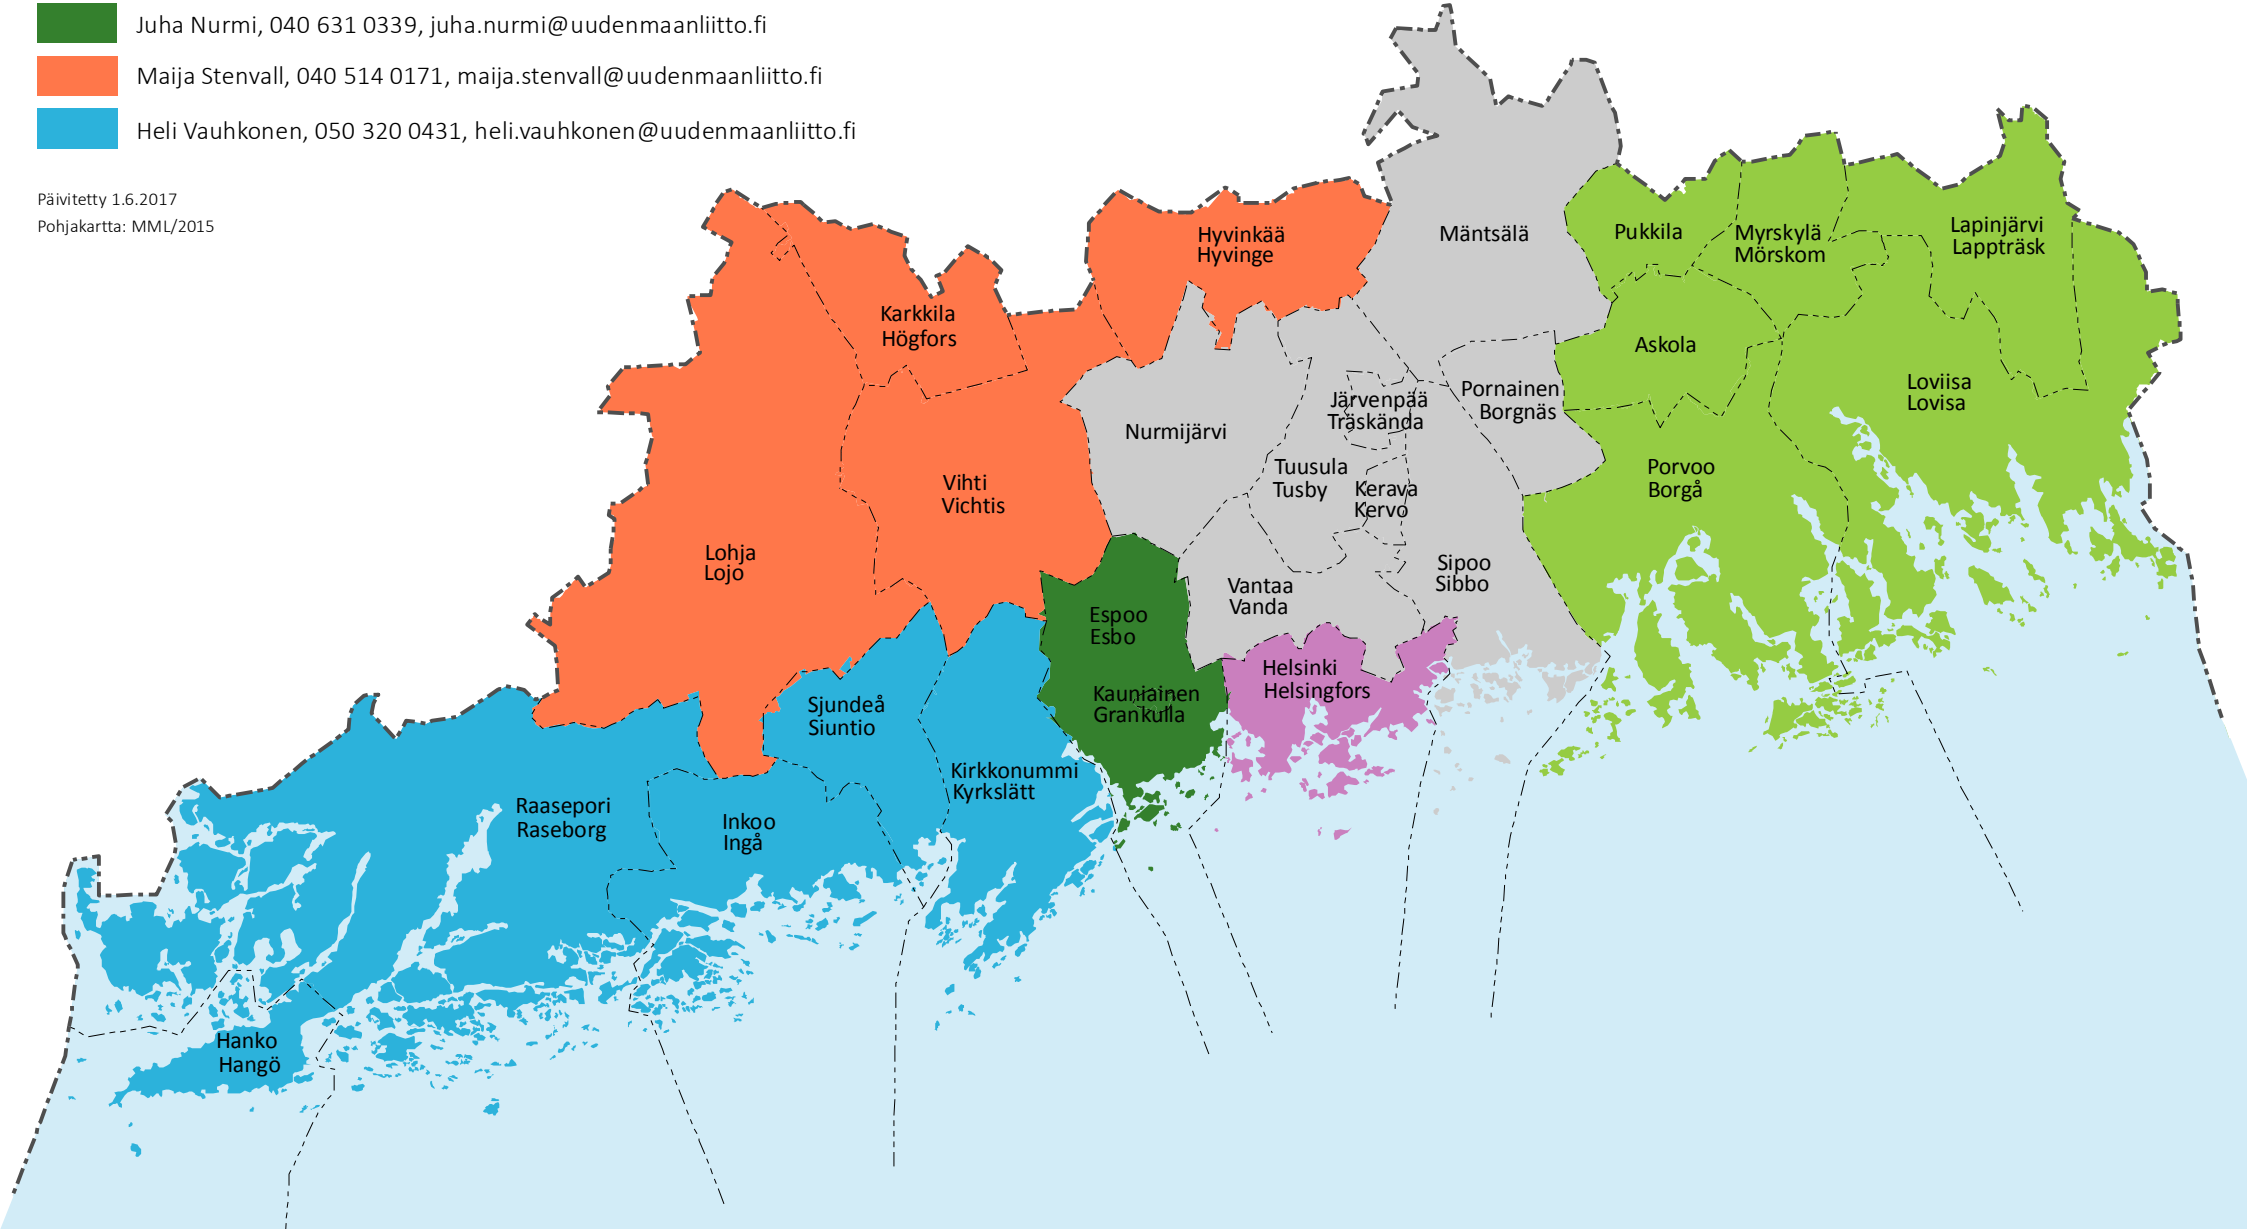 Juha Nurmi, 040 631 0339, juha.nurmi@uudenmaanliitto.fi
Maija Stenvall, 040 514 0171, maija.stenvall@uudenmaanliitto.fi
Heli Vauhkonen, 050 320 0431, heli.vauhkonen@uudenmaanliitto.fi
Päivitetty 1.6.2017
Pohjakartta: MML/2015
Hyvinkää
Hyvinge
Mäntsälä
Pukkila
Myrskylä
Mörskom
Lapinjärvi
Lappträsk
Karkkila
Högfors
Askola
Loviisa
Lovisa
Pornainen
Borgnäs
Järvenpää
Träskända
Nurmijärvi
Tuusula
Tusby
Kerava
Kervo
Porvoo
Borgå
Vihti
Vichtis
Lohja
Lojo
Sipoo
Sibbo
Vantaa
Vanda
Espoo
Esbo
Helsinki
Helsingfors
Kauniainen
Grankulla
Sjundeå
Siuntio
Kirkkonummi
Kyrkslätt
Raasepori
Raseborg
Inkoo
Ingå
Hanko
Hangö